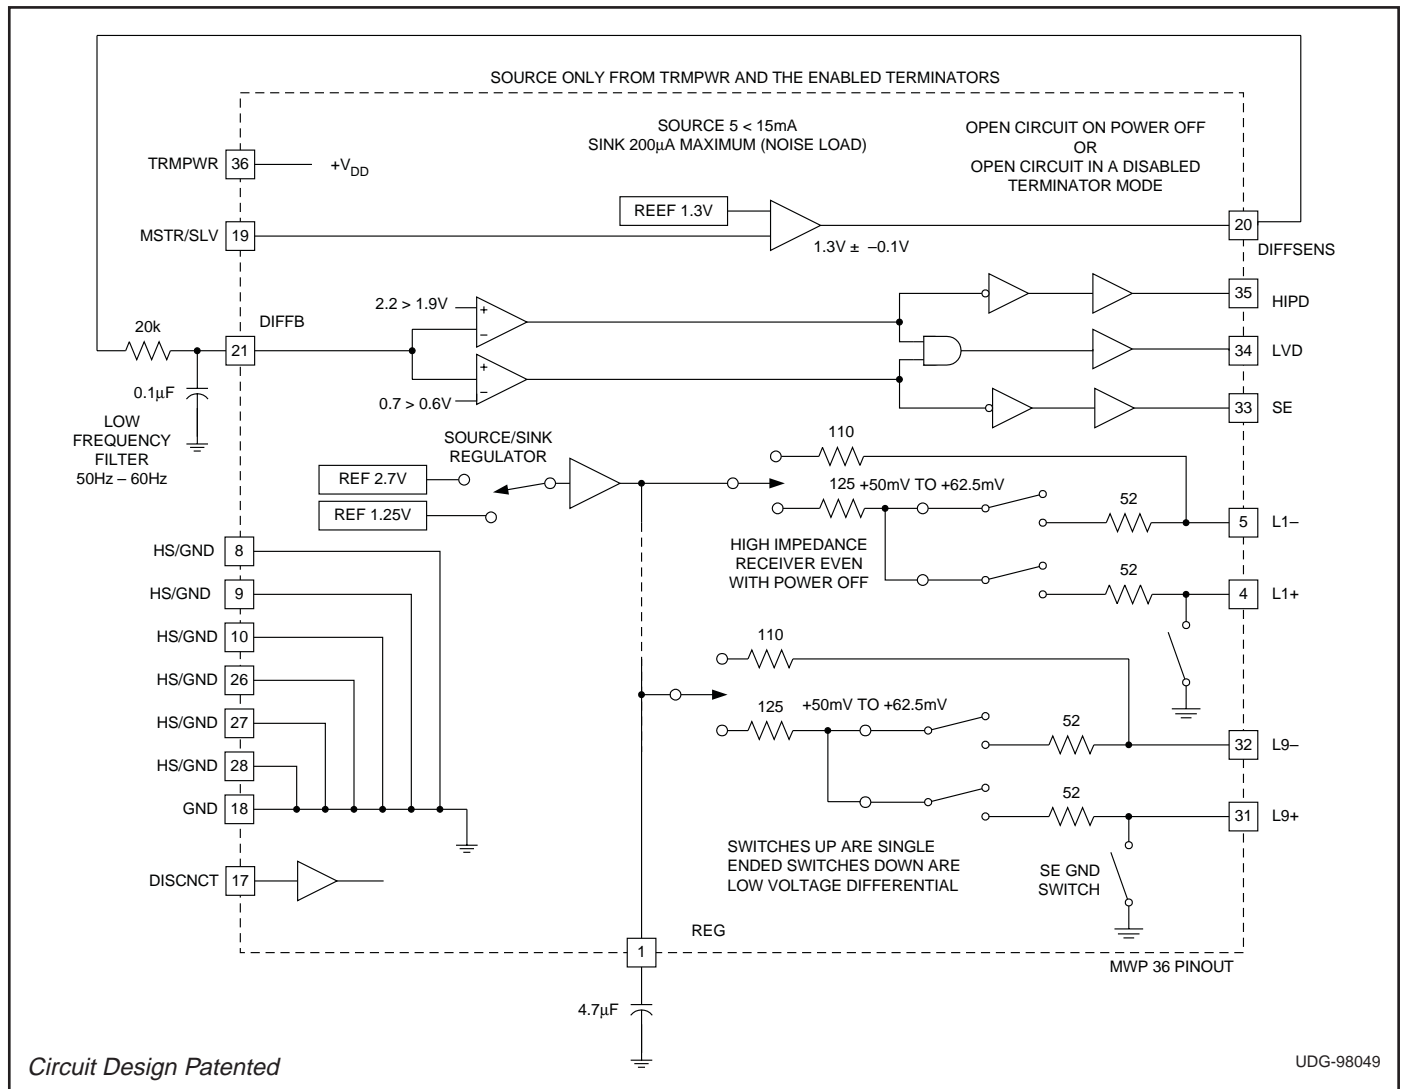 SOURCE ONLY FROM TRMPWR AND THE ENABLED TERMINATORS
SOURCE 5 < 15mA
SINK 200µA MAXIMUM (NOISE LOAD)
OPEN CIRCUIT ON POWER OFF
OR
OPEN CIRCUIT IN A DISABLED
TERMINATOR MODE
TRMPWR 36 +VDD
REEF 1.3V
MSTR/SLV 19
1.3V ± –0.1V
20
DIFFSENS
2.2 > 1.9V
+
–
35 HIPD
20k
DIFFB
21
34 LVD
0.1µF
+
–
0.7 > 0.6V
33 SE
LOW
FREQUENCY
FILTER
50Hz – 60Hz
SOURCE/SINK
REGULATOR
REF 2.7V
REF 1.25V
110
125 +50mV TO +62.5mV
52
5 L1–
HIGH IMPEDANCE
RECEIVER EVEN
WITH POWER OFF
52
4 L1+
HS/GND 8
HS/GND 9
HS/GND 10
HS/GND 26
HS/GND 27
HS/GND 28
GND 18
DISCNCT 17
110
125 +50mV TO +62.5mV
52
32 L9–
52
31 L9+
SWITCHES UP ARE SINGLE
ENDED SWITCHES DOWN ARE
LOW VOLTAGE DIFFERENTIAL
SE GND
SWITCH
REG
1
MWP 36 PINOUT
4.7µF
Circuit Design Patented
UDG-98049